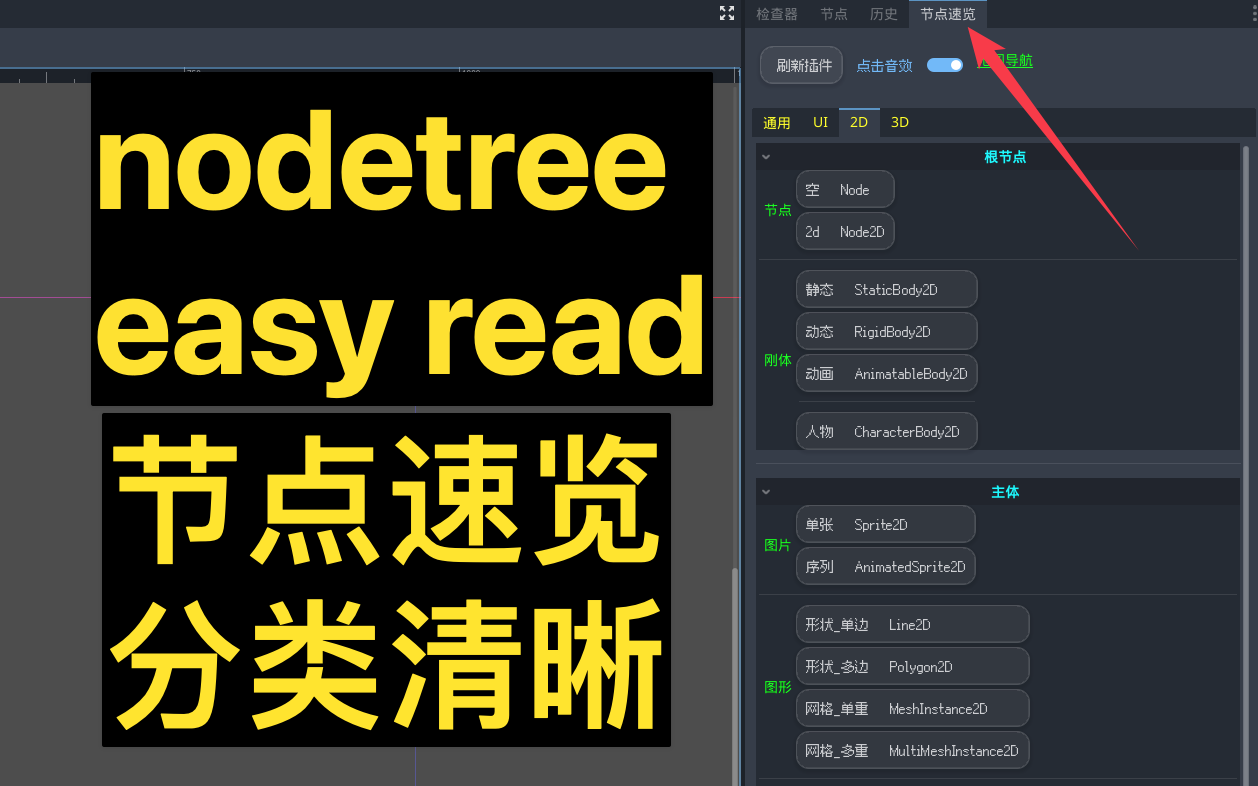 检查器 节点 历史 节点速览
刷新插件 点击音效 导航
nodetree
easy read
节点速览
分类清晰
通用 UI 2D 3D
根节点
节点
空 Node
2d Node2D
刚体
静态 StaticBody2D
动态 RigidBody2D
动画 AnimatableBody2D
人物 CharacterBody2D
主体
图片
单张 Sprite2D
序列 AnimatedSprite2D
图形
形状_单边 Line2D
形状_多边 Polygon2D
网格_单重 MeshInstance2D
网格_多重 MultiMeshInstance2D